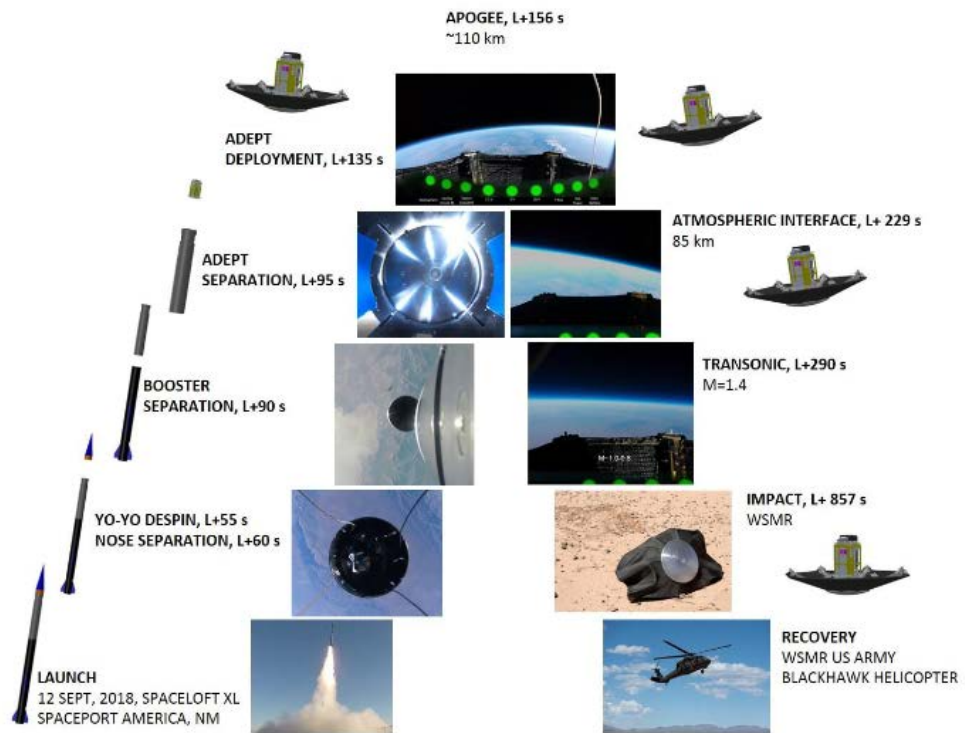 APOGEE, L+156 s
~110 km
ADEPT
DEPLOYMENT, L+135 s
ATMOSPHERIC INTERFACE, L+ 229 s
85 km
ADEPT
SEPARATION, L+95 s
TRANSONIC, L+290 s
M=1.4
BOOSTER
SEPARATION, L+90 s
IMPACT, L+ 857 s
WSMR
YO-YO DESPIN, L+55 s
NOSE SEPARATION, L+60 s
RECOVERY
WSMR US ARMY
BLACKHAWK HELICOPTER
LAUNCH
12 SEPT, 2018, SPACELOFT XL
SPACEPORT AMERICA, NM